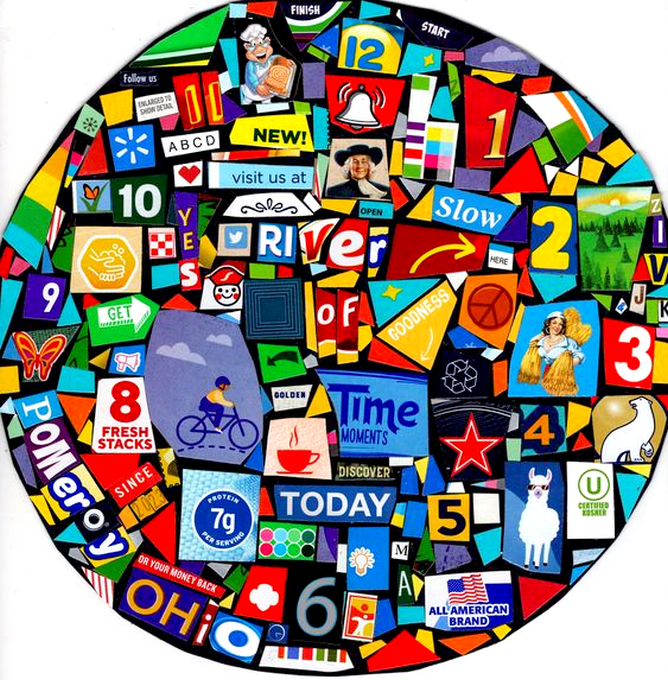 FINISH
START
12
Follow us
ENLARGED TO
SHOW DETAIL
11
1
ABCD
NEW!
visit us at
10
OPEN
Slow
2
YES
RIVer
HERE
9
J
K
GET
OF
GOODNESS
3
8
FRESH
STACKS
GOLDEN
Time
MOMENTS
4
POMeroy
SINCE
DISCOVER
PROTEIN
7g
PER SERVING
TODAY
5
U
CERTIFIED
KOSHER
M
A
OR YOUR MONEY BACK
OHiO
6
ALL AMERICAN
BRAND